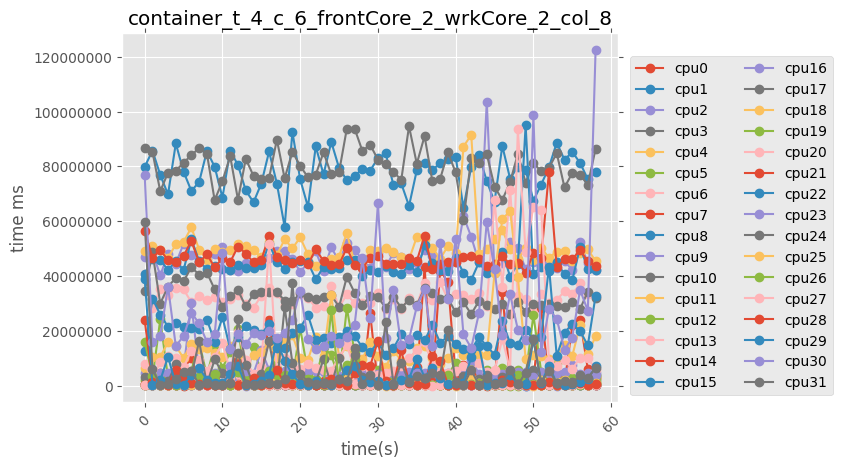 container_t_4_c_6_frontCore_2_wrkCore_2_col_8
time ms
120000000
100000000
80000000
60000000
40000000
20000000
0
0
10
20
30
40
50
60
time(s)
cpu0
cpu1
cpu2
cpu3
cpu4
cpu5
cpu6
cpu7
cpu8
cpu9
cpu10
cpu11
cpu12
cpu13
cpu14
cpu15
cpu16
cpu17
cpu18
cpu19
cpu20
cpu21
cpu22
cpu23
cpu24
cpu25
cpu26
cpu27
cpu28
cpu29
cpu30
cpu31